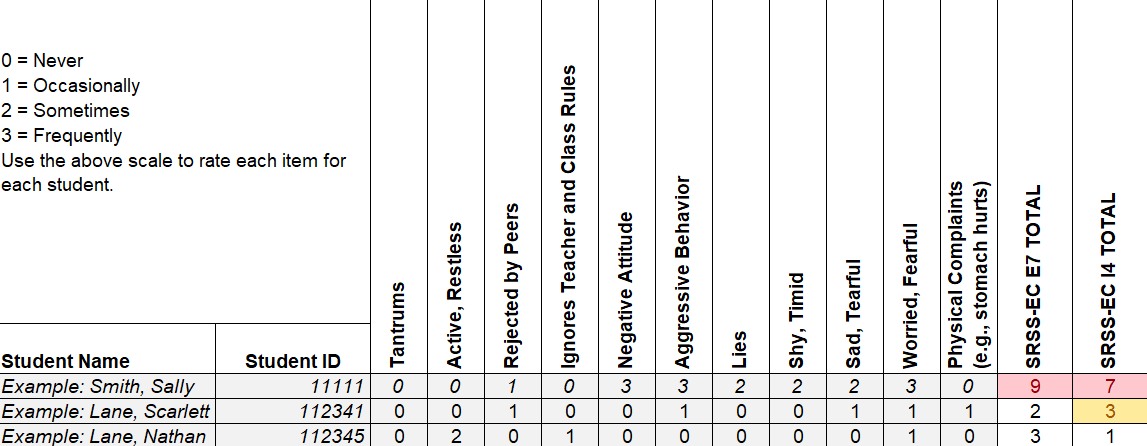 0 = Never
1 = Occasionally
2 = Sometimes
3 = Frequently
Use the above scale to rate each item for
each student.
Student Name
Student ID
Tantrums
Active, Restless
Rejected by Peers
Ignores Teacher and Class Rules
Negative Attitude
Aggressive Behavior
Lies
Shy, Timid
Sad, Tearful
Worried, Fearful
Physical Complaints
(e.g., stomach hurts)
SRSS-EC E7 TOTAL
SRSS-EC I4 TOTAL
Example: Smith, Sally 11111 0 0 1 0 3 3 2 2 2 3 0 9 7
Example: Lane, Scarlett 112341 0 0 1 0 0 1 0 0 1 1 1 2 3
Example: Lane, Nathan 112345 0 2 0 1 0 0 0 0 0 1 0 3 1